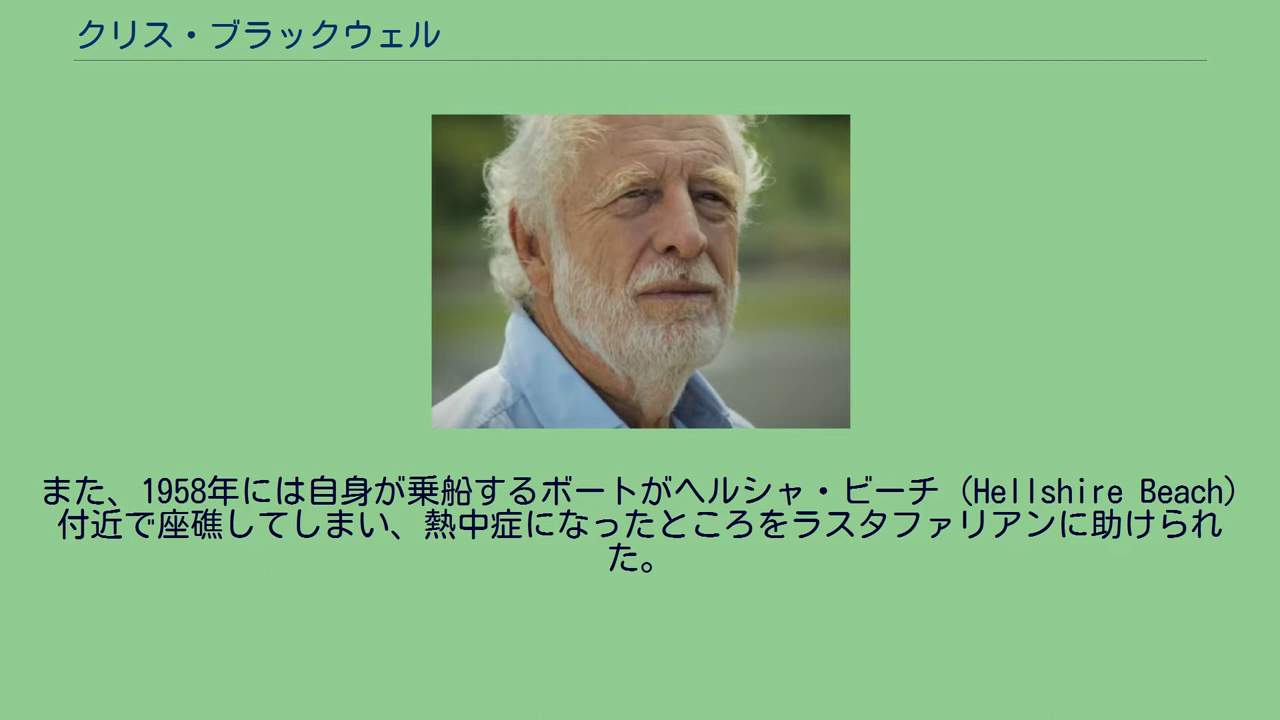 クリス・ブラックウェル
また、1958年には自身が乗船するボートがヘルシャ・ビーチ（Hellshire Beach）
付近で座礁してしまい、熱中症になったところをラスタファリアンに助けられ
た。